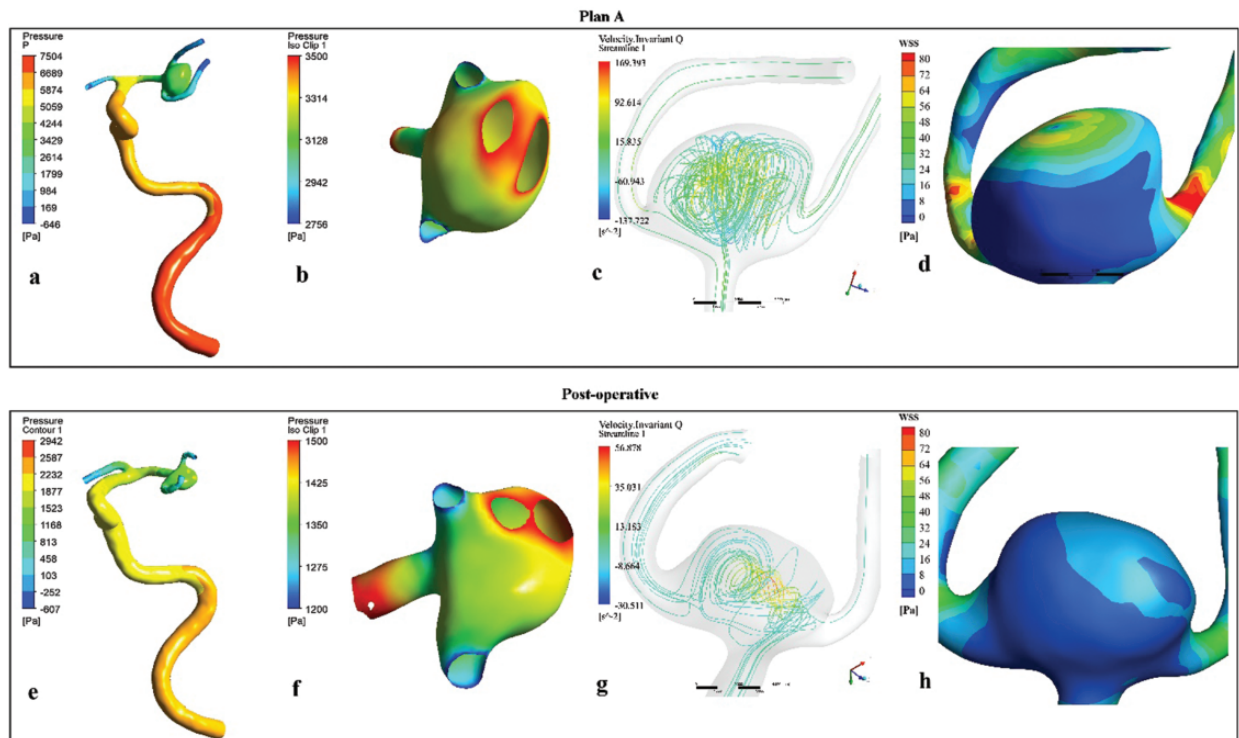 Plan A
Pressure
P
7504
6689
5874
5059
4244
3429
2614
1799
984
169
-646
[Pa]
a
Pressure
Iso Clip 1
3500
3314
3128
2942
2756
[Pa]
b
Velocity.Invariant Q
Streamline 1
169.393
92.614
15.835
-60.943
-137.722
[s^-2]
c
WSS
80
72
64
56
48
40
32
24
16
8
0
[Pa]
d
Post-operative
Pressure
Contour 1
2942
2587
2232
1877
1523
1168
813
458
103
-252
-607
[Pa]
e
Pressure
Iso Clip 1
1500
1425
1350
1275
1200
[Pa]
f
Velocity.Invariant Q
Streamline 1
56.878
35.031
13.183
-8.664
-30.511
[s^-2]
g
WSS
80
72
64
56
48
40
32
24
16
8
0
[Pa]
h